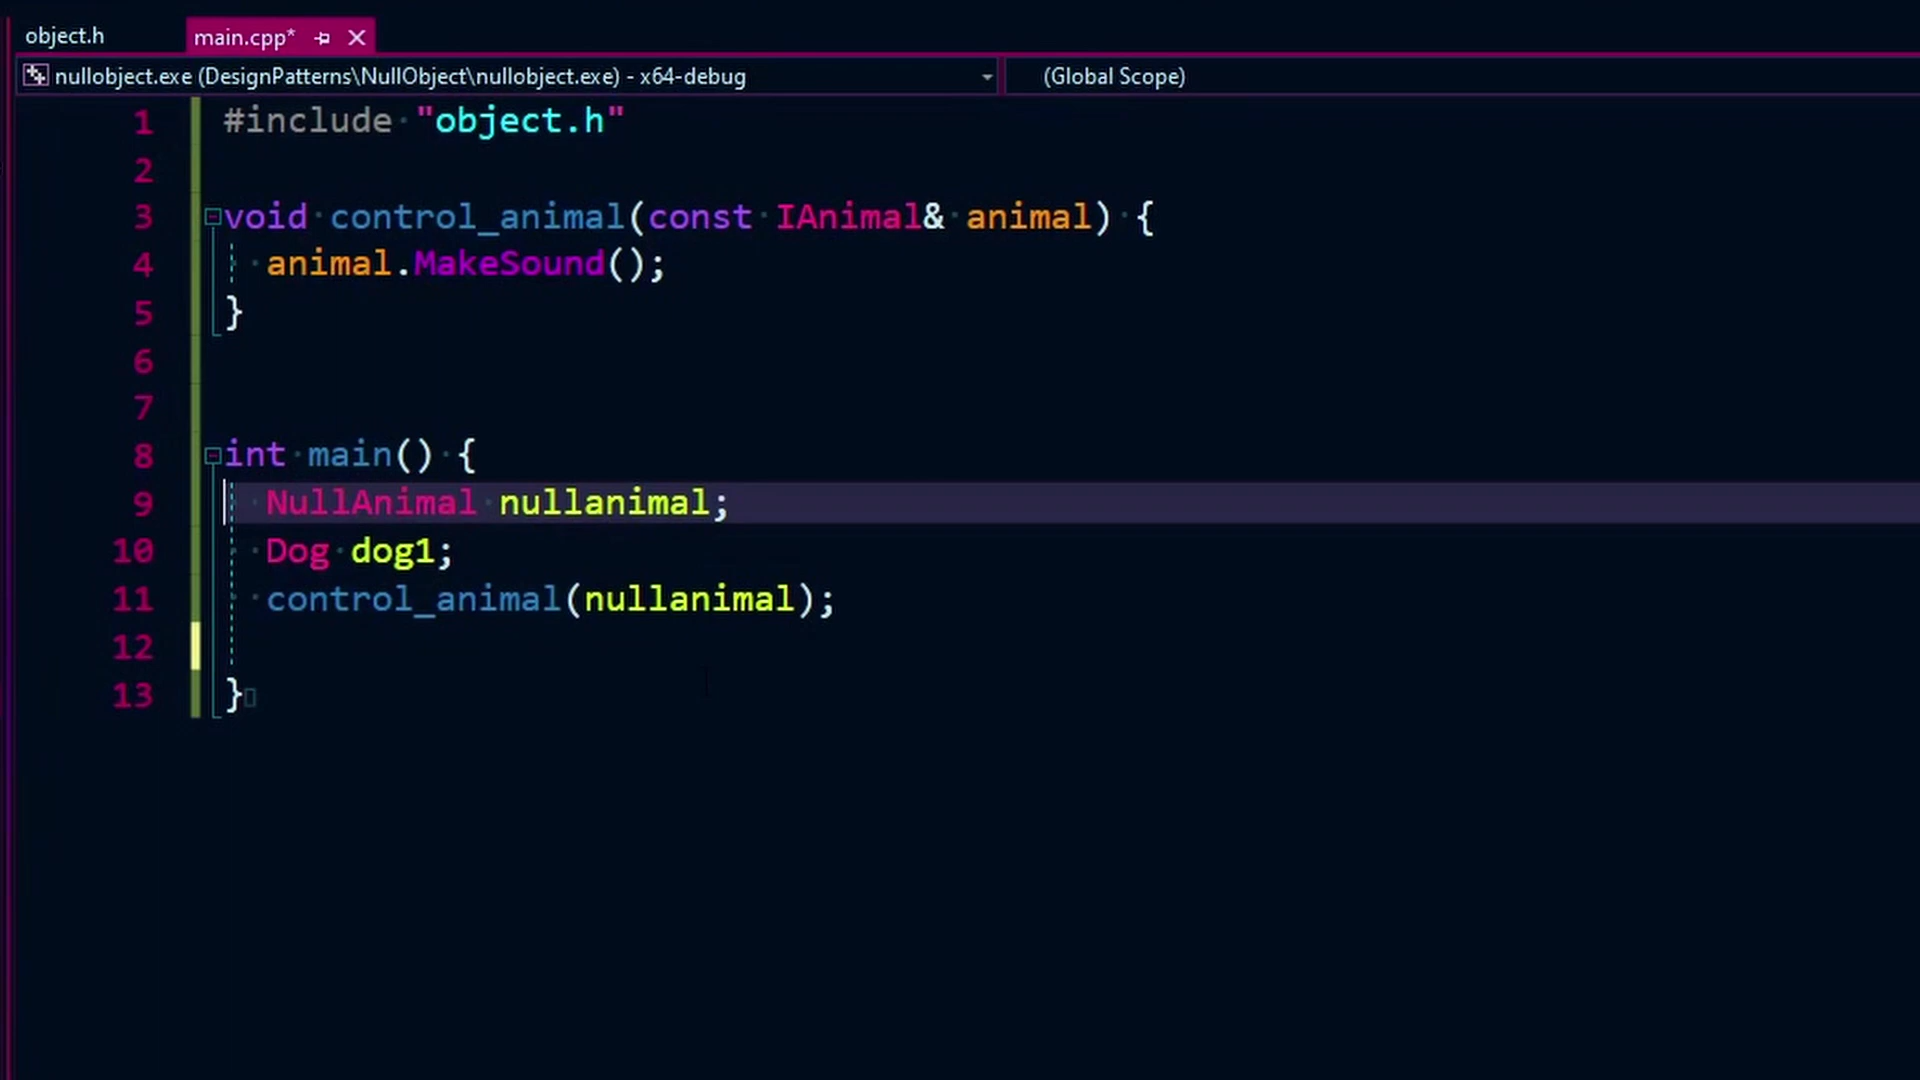 object.h main.cpp*
nullobject.exe (DesignPatterns\NullObject\nullobject.exe) - x64-debug (Global Scope)
1 #include "object.h"
2
3 void control_animal(const IAnimal& animal) {
4 animal.MakeSound();
5 }
6
7
8 int main() {
9 NullAnimal nullanimal;
10 Dog dog1;
11 control_animal(nullanimal);
12
13 }